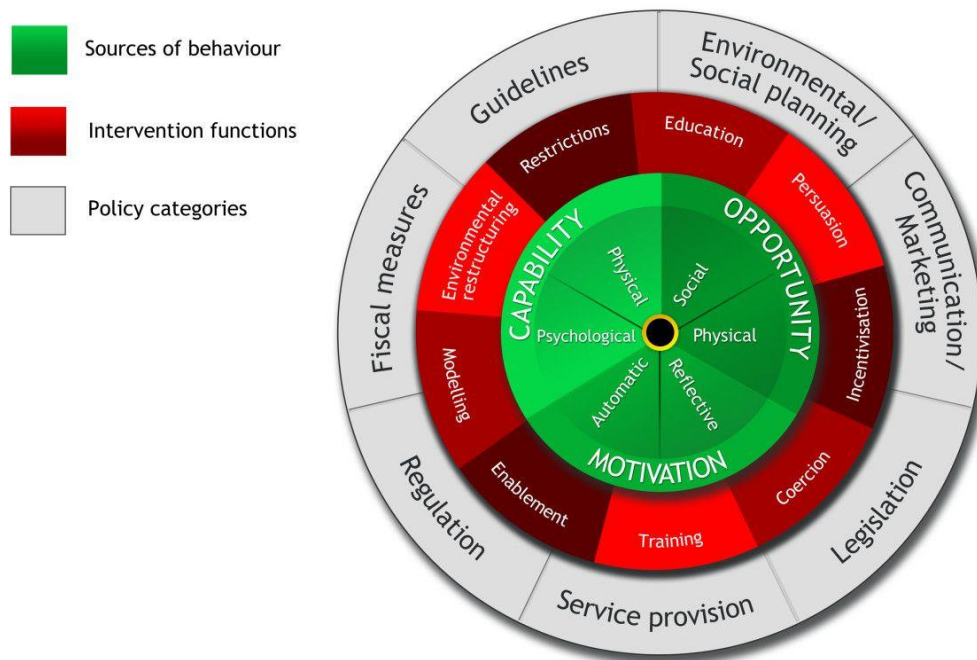 Sources of behaviour
Intervention functions
Policy categories
Guidelines
Environmental/
Social planning
Communication/
Marketing
Legislation
Service provision
Regulation
Fiscal measures
Restrictions
Education
Persuasion
Incentivisation
Coercion
Training
Enablement
Modelling
Environmental
restructuring
CAPABILITY
OPPORTUNITY
MOTIVATION
Physical
Social
Physical
Reflective
Automatic
Psychological